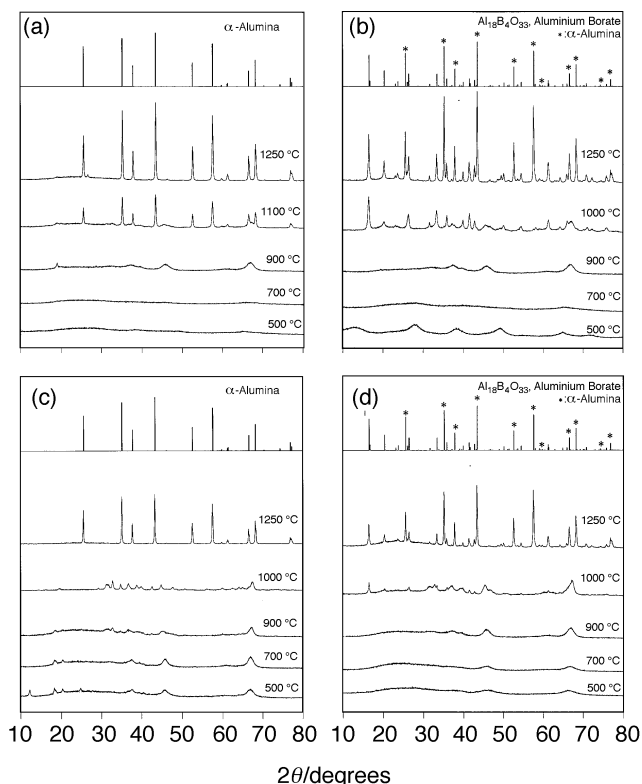 (a)
α-Alumina
1250 °C
1100 °C
900 °C
700 °C
500 °C
(b)
Al18B4O33, Aluminium Borate
*:α-Alumina
1250 °C
1000 °C
900 °C
700 °C
500 °C
(c)
α-Alumina
1250 °C
1000 °C
900 °C
700 °C
500 °C
10 20 30 40 50 60 70 80
(d)
Al18B4O33, Aluminium Borate
*:α-Alumina
1250 °C
1000 °C
900 °C
700 °C
500 °C
10 20 30 40 50 60 70 80
2θ/degrees